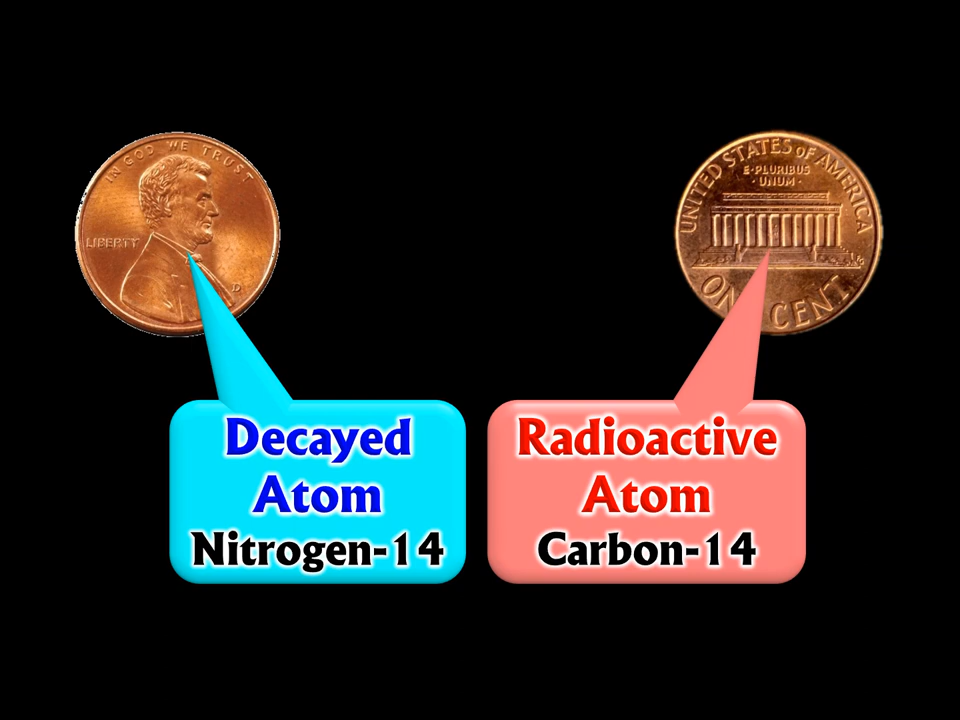 IN GOD WE TRUST
LIBERTY
D
UNITED STATES OF AMERICA
E·PLURIBUS
·UNUM·
ONE CENT
Decayed
Atom
Nitrogen-14
Radioactive
Atom
Carbon-14